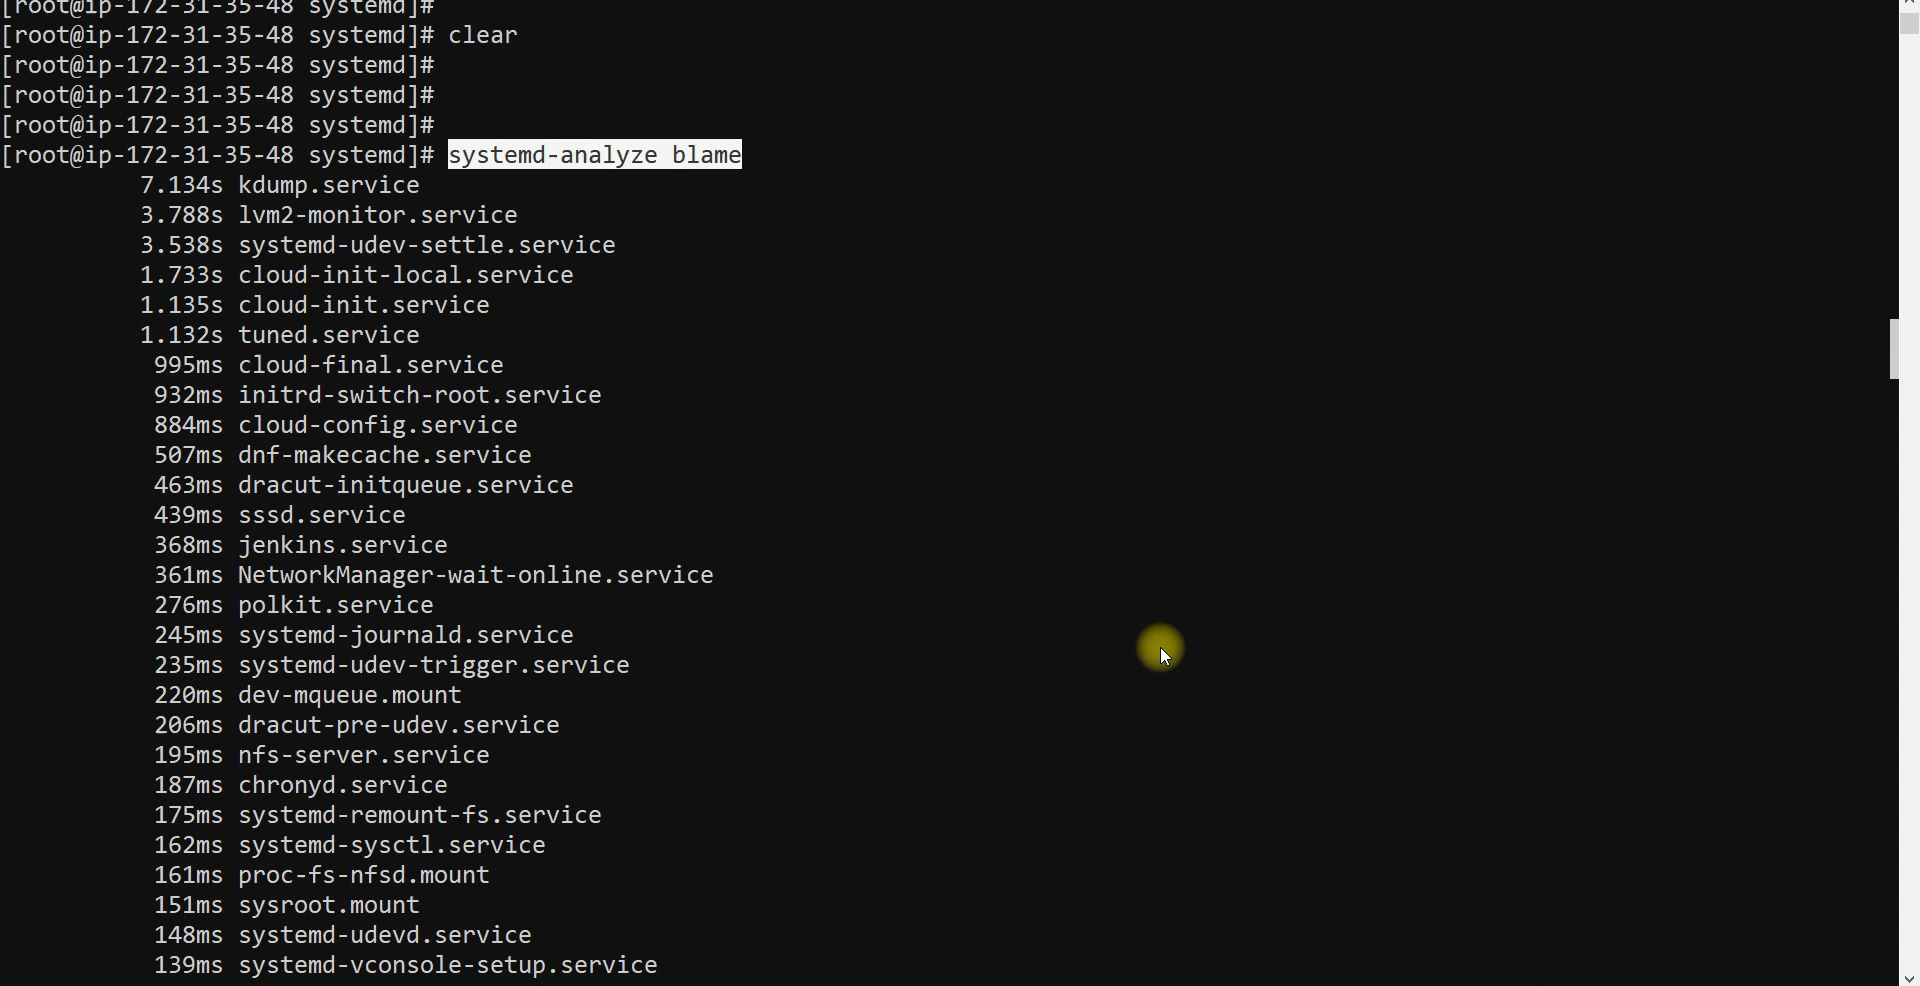 [root@ip-172-31-35-48 systemd]#
[root@ip-172-31-35-48 systemd]# clear
[root@ip-172-31-35-48 systemd]#
[root@ip-172-31-35-48 systemd]#
[root@ip-172-31-35-48 systemd]#
[root@ip-172-31-35-48 systemd]# systemd-analyze blame
7.134s kdump.service
3.788s lvm2-monitor.service
3.538s systemd-udev-settle.service
1.733s cloud-init-local.service
1.135s cloud-init.service
1.132s tuned.service
995ms cloud-final.service
932ms initrd-switch-root.service
884ms cloud-config.service
507ms dnf-makecache.service
463ms dracut-initqueue.service
439ms sssd.service
368ms jenkins.service
361ms NetworkManager-wait-online.service
276ms polkit.service
245ms systemd-journald.service
235ms systemd-udev-trigger.service
220ms dev-mqueue.mount
206ms dracut-pre-udev.service
195ms nfs-server.service
187ms chronyd.service
175ms systemd-remount-fs.service
162ms systemd-sysctl.service
161ms proc-fs-nfsd.mount
151ms sysroot.mount
148ms systemd-udevd.service
139ms systemd-vconsole-setup.service